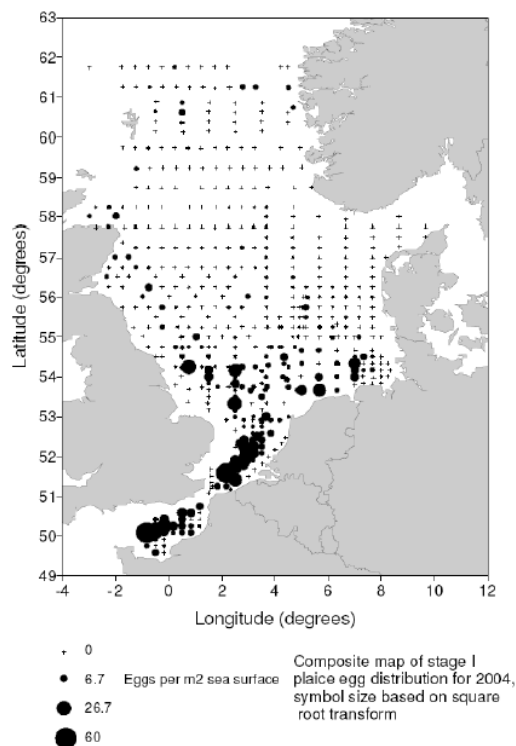 63
62
61
60
59
58
57
56
55
54
53
52
51
50
49
Latitude (degrees)
-4 -2 0 2 4 6 8 10 12
Longitude (degrees)
0
6.7 Eggs per m2 sea surface
26.7
60
Composite map of stage I
plaice egg distribution for 2004,
symbol size based on square
root transform